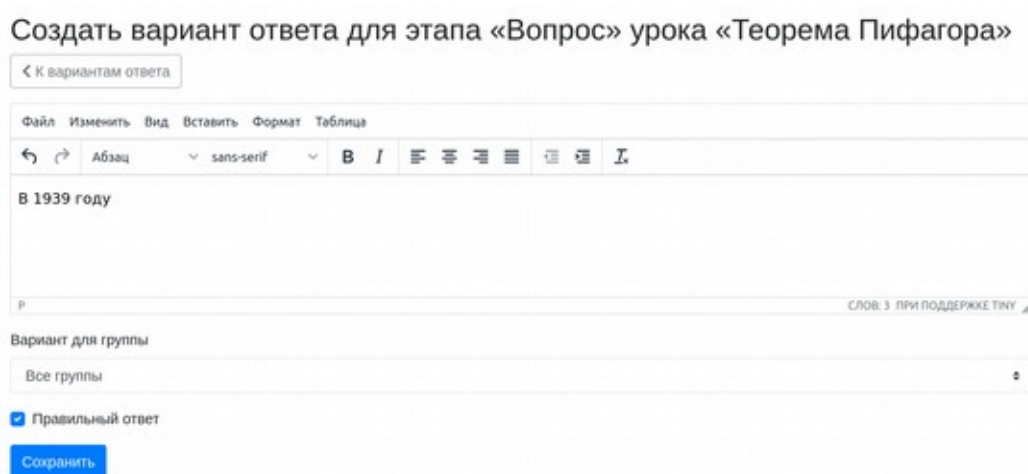 Создать вариант ответа для этапа «Вопрос» урока «Теорема Пифагора»
К вариантам ответа
Файл Изменить Вид Вставить Формат Таблица
Абзац sans-serif B I
В 1939 году
P СЛОВ: 3 ПРИ ПОДДЕРЖКЕ TINY
Вариант для группы
Все группы
Правильный ответ
Сохранить